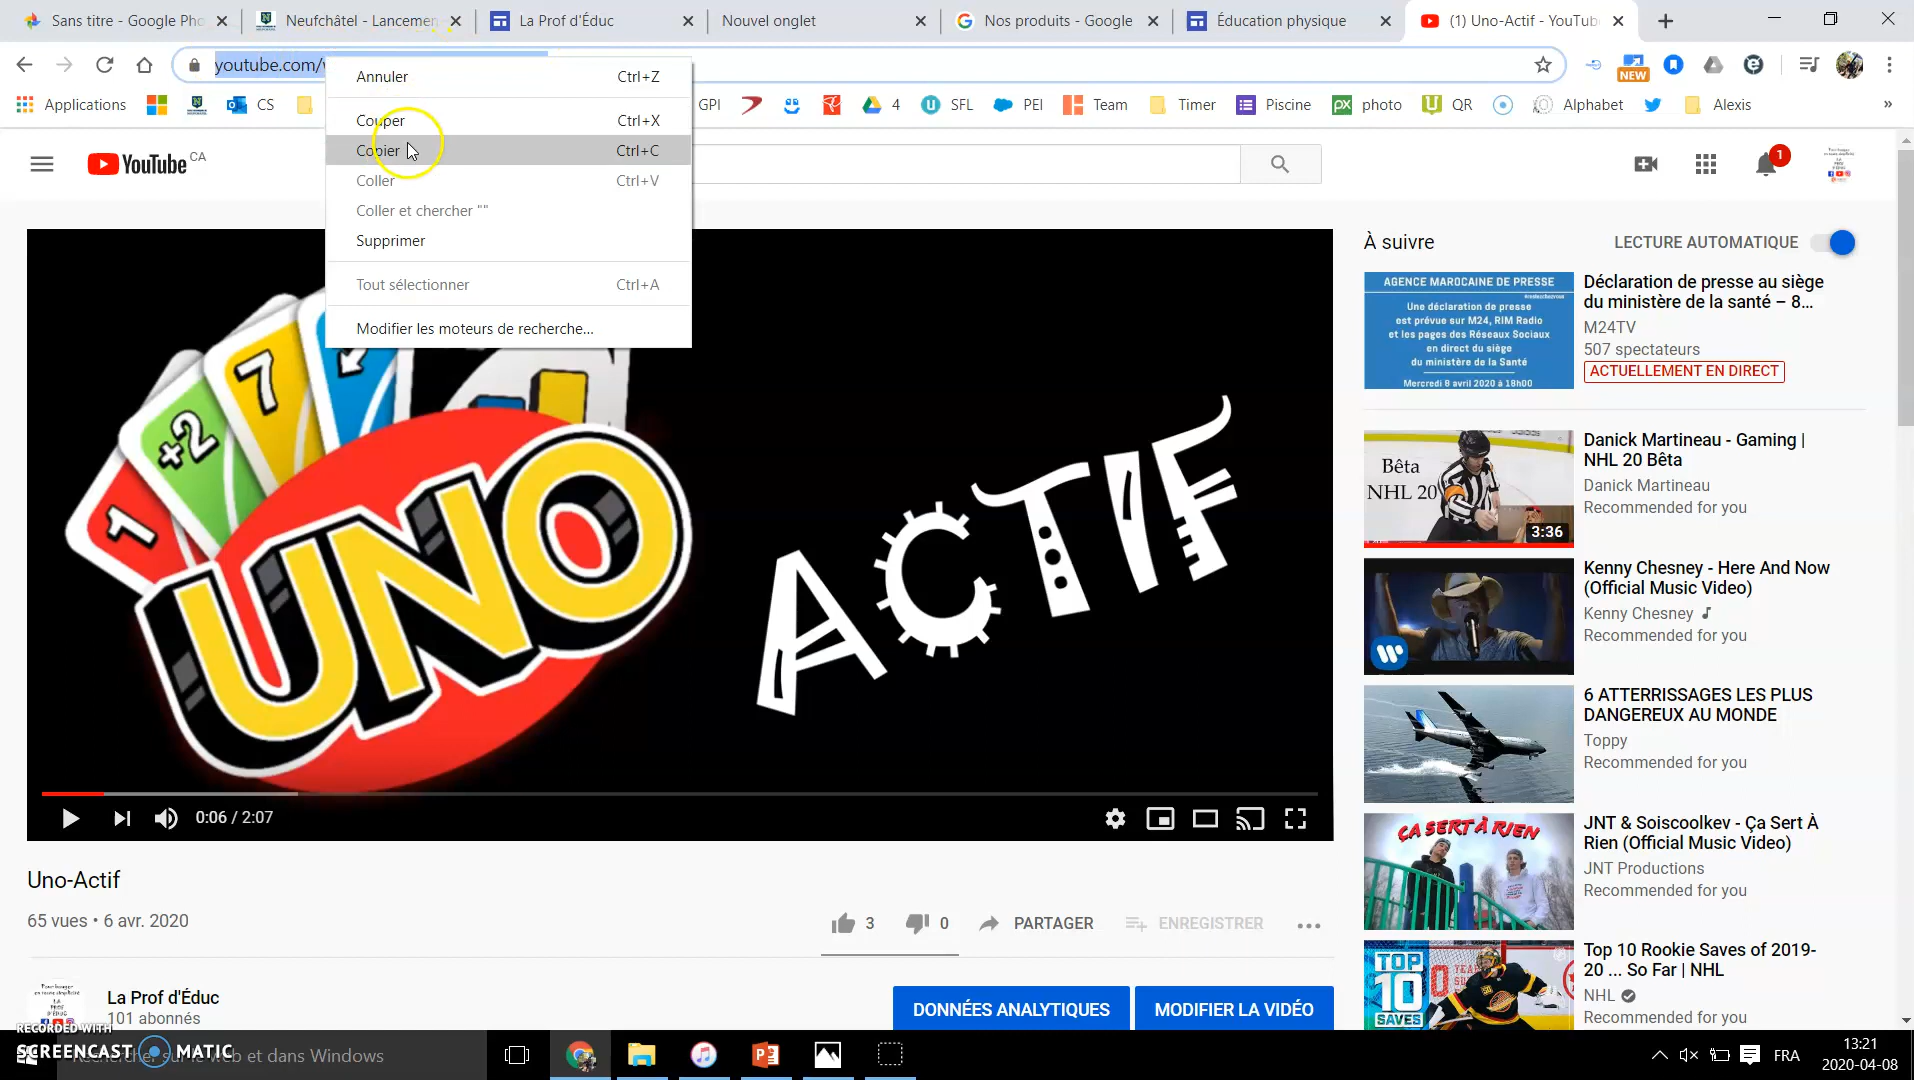 Sans titre - Google Pho
Neufchâtel - Lancemen
La Prof d'Éduc
Nouvel onglet
Nos produits - Google
Éducation physique
(1) Uno-Actif - YouTub
youtube.com/
NEW
Applications
CS
GPI
4
SFL
PEI
Team
Timer
Piscine
px photo
QR
Alphabet
Alexis
»
Annuler Ctrl+Z
Couper Ctrl+X
Copier Ctrl+C
Coller Ctrl+V
Coller et chercher ""
Supprimer
Tout sélectionner Ctrl+A
Modifier les moteurs de recherche...
YouTube CA
1
1
+2
7
UNO
ACTIF
0:06 / 2:07
À suivre
LECTURE AUTOMATIQUE
AGENCE MAROCAINE DE PRESSE
Une déclaration de presse
est prévue sur M24, RIM Radio
et les pages des Réseaux Sociaux
en direct du siège
du ministère de la Santé
Mercredi 8 avril 2020 à 18h00
Déclaration de presse au siège
du ministère de la santé – 8...
M24TV
507 spectateurs
ACTUELLEMENT EN DIRECT
Bêta
NHL 20
3:36
Danick Martineau - Gaming |
NHL 20 Bêta
Danick Martineau
Recommended for you
Kenny Chesney - Here And Now
(Official Music Video)
Kenny Chesney
Recommended for you
6 ATTERRISSAGES LES PLUS
DANGEREUX AU MONDE
Toppy
Recommended for you
ÇA SERT À RIEN
JNT & Soiscoolkev - Ça Sert À
Rien (Official Music Video)
JNT Productions
Recommended for you
TOP
10
SAVES
Top 10 Rookie Saves of 2019-
20 ... So Far | NHL
NHL
Recommended for you
Uno-Actif
65 vues • 6 avr. 2020
3
0
PARTAGER
ENREGISTRER
La Prof d'Éduc
101 abonnés
DONNÉES ANALYTIQUES
MODIFIER LA VIDÉO
RECORDED WITH
SCREENCAST MATIC
Rechercher sur le web et dans Windows
FRA
13:21
2020-04-08